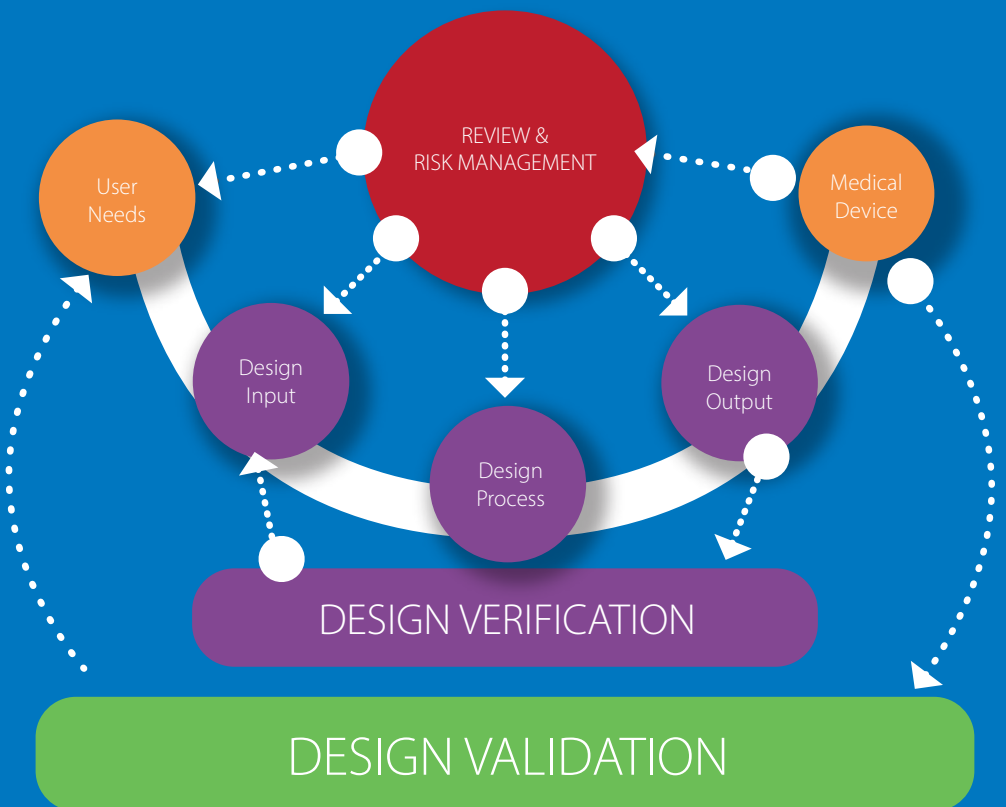 REVIEW &
RISK MANAGEMENT
User
Needs
Medical
Device
Design
Input
Design
Output
Design
Process
DESIGN VERIFICATION
DESIGN VALIDATION